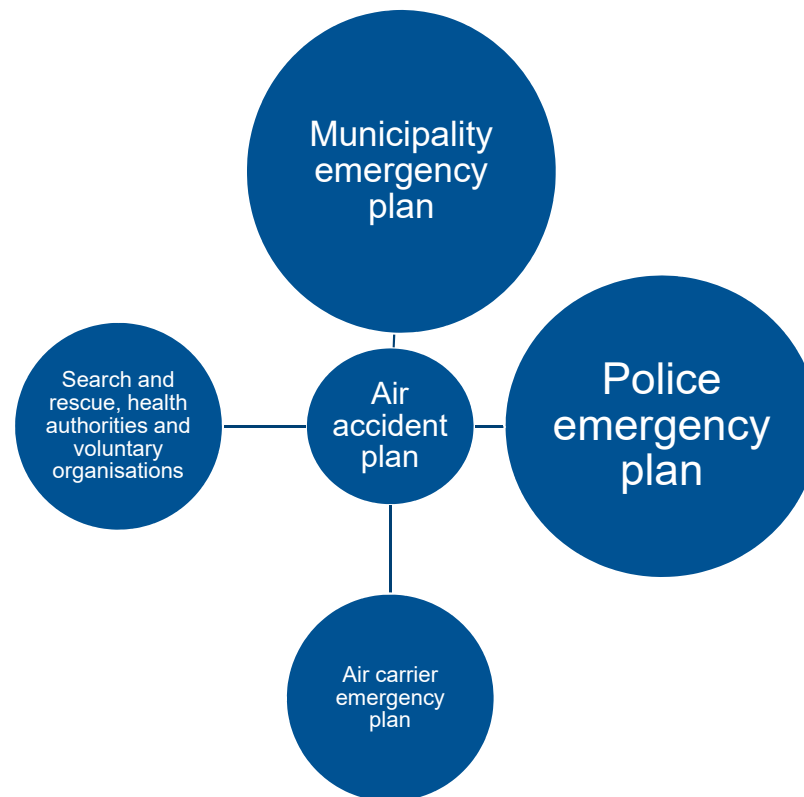 Municipality
emergency
plan
Search and
rescue, health
authorities and
voluntary
organisations
Air
accident
plan
Police
emergency
plan
Air carrier
emergency
plan